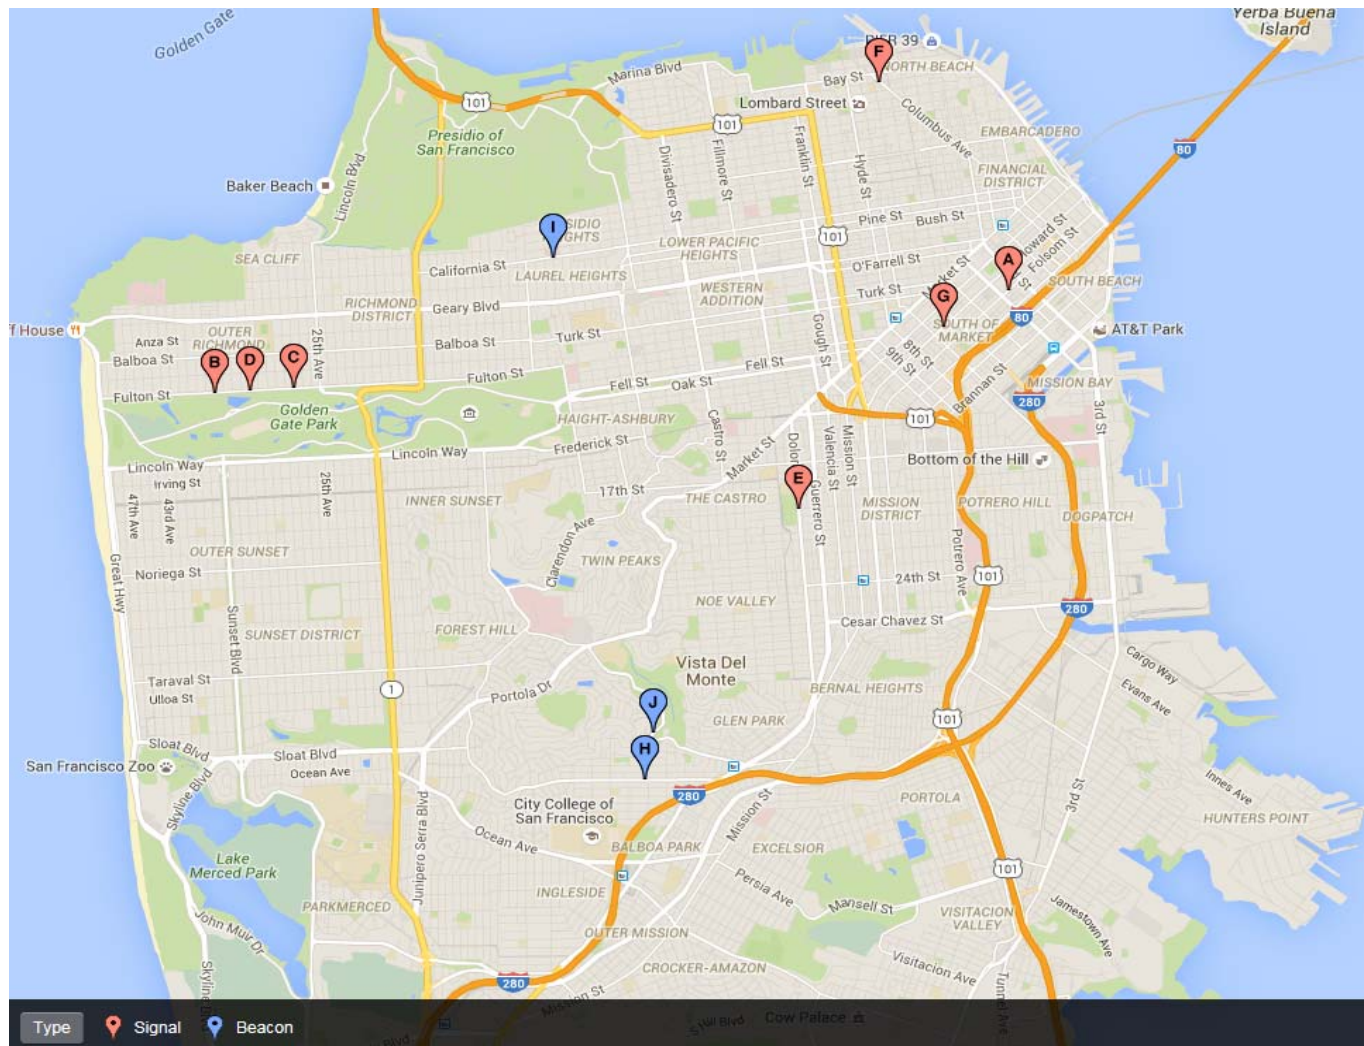 Yerba Buena
Island
Golden Gate
PIER 39
F
NORTH BEACH
Marina Blvd
Bay St
101
Lombard Street
Columbus Ave
101
EMBARCADERO
Presidio of
San Francisco
80
Franklin St
Hyde St
Divisadero St
Fillmore St
FINANCIAL
DISTRICT
Lincoln Blvd
Baker Beach
Pine St
Bush St
I
101
LOWER PACIFIC
HEIGHTS
Howard St
Folsom St
SEA CLIFF
California St
LAUREL HEIGHTS
O'Farrell St
Market St
A
SOUTH BEACH
WESTERN
ADDITION
Turk St
G
RICHMOND
DISTRICT
Geary Blvd
80
SOUTH OF
MARKET
AT&T Park
House
OUTER
RICHMOND
25th Ave
Anza St
Balboa St
Balboa St
Turk St
Gough St
8th St
9th St
B
D
C
Fell St
Fulton St
Fell St
Oak St
Brannan St
MISSION BAY
Fulton St
280
3rd St
Golden
Gate Park
HAIGHT-ASHBURY
Castro St
101
Frederick St
Market St
Valencia St
Mission St
Lincoln Way
Lincoln Way
Bottom of the Hill
Irving St
25th Ave
17th St
E
Guerrero St
THE CASTRO
47th Ave
43rd Ave
INNER SUNSET
MISSION
DISTRICT
POTRERO HILL
DOGPATCH
Clarendon Ave
OUTER SUNSET
TWIN PEAKS
Potrero Ave
Great Hwy
Noriega St
24th St
101
NOE VALLEY
280
Sunset Blvd
SUNSET DISTRICT
FOREST HILL
Cesar Chavez St
Vista Del
Monte
Cargo Way
Taraval St
Ulloa St
1
Portola Dr
BERNAL HEIGHTS
Evans Ave
J
GLEN PARK
101
Sloat Blvd
Sloat Blvd
H
San Francisco Zoo
Ocean Ave
Skyline Blvd
Junipero Serra Blvd
280
Mission St
3rd St
Innes Ave
City College of
San Francisco
PORTOLA
HUNTERS POINT
Ocean Ave
BALBOA PARK
EXCELSIOR
Lake
Merced Park
101
Persia Ave
INGLESIDE
Mansell St
PARKMERCED
VISITACION
VALLEY
Jamestown Ave
John Muir Dr
OUTER MISSION
CROCKER-AMAZON
Visitacion Ave
Skyline
280
Mission St
Tunnel Ave
Type
Signal
Beacon
Hill Blvd
Cow Palace